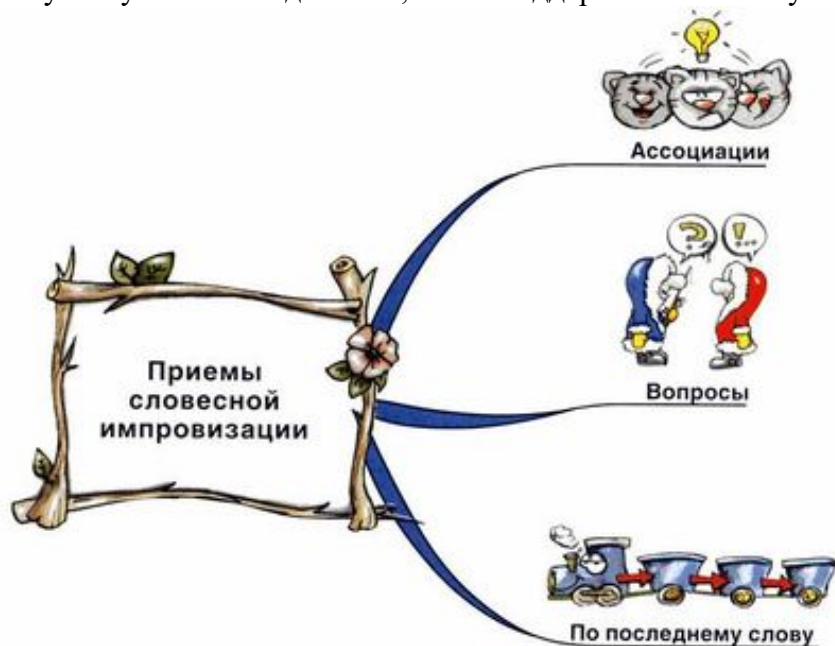 Приемы
словесной
импровизации
Ассоциации
Вопросы
По последнему слову